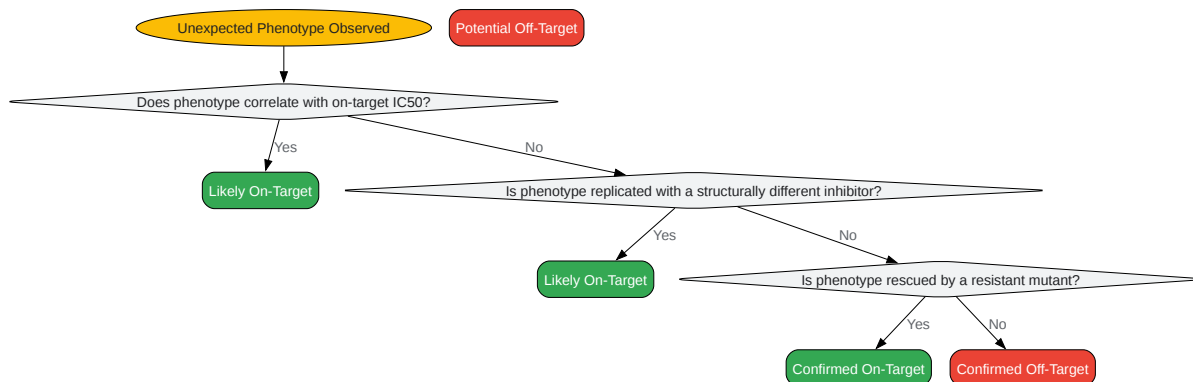 Unexpected Phenotype Observed
Potential Off-Target
Does phenotype correlate with on-target IC50?
Yes
No
Likely On-Target
Is phenotype replicated with a structurally different inhibitor?
Yes
No
Likely On-Target
Is phenotype rescued by a resistant mutant?
Yes
No
Confirmed On-Target
Confirmed Off-Target